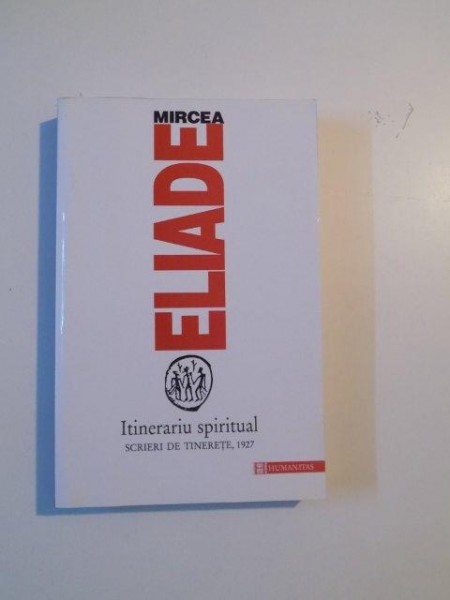 MIRCEA
ELIADE
Itinerariu spiritual
SCRIERI DE TINEREȚE, 1927
HUMANITAS